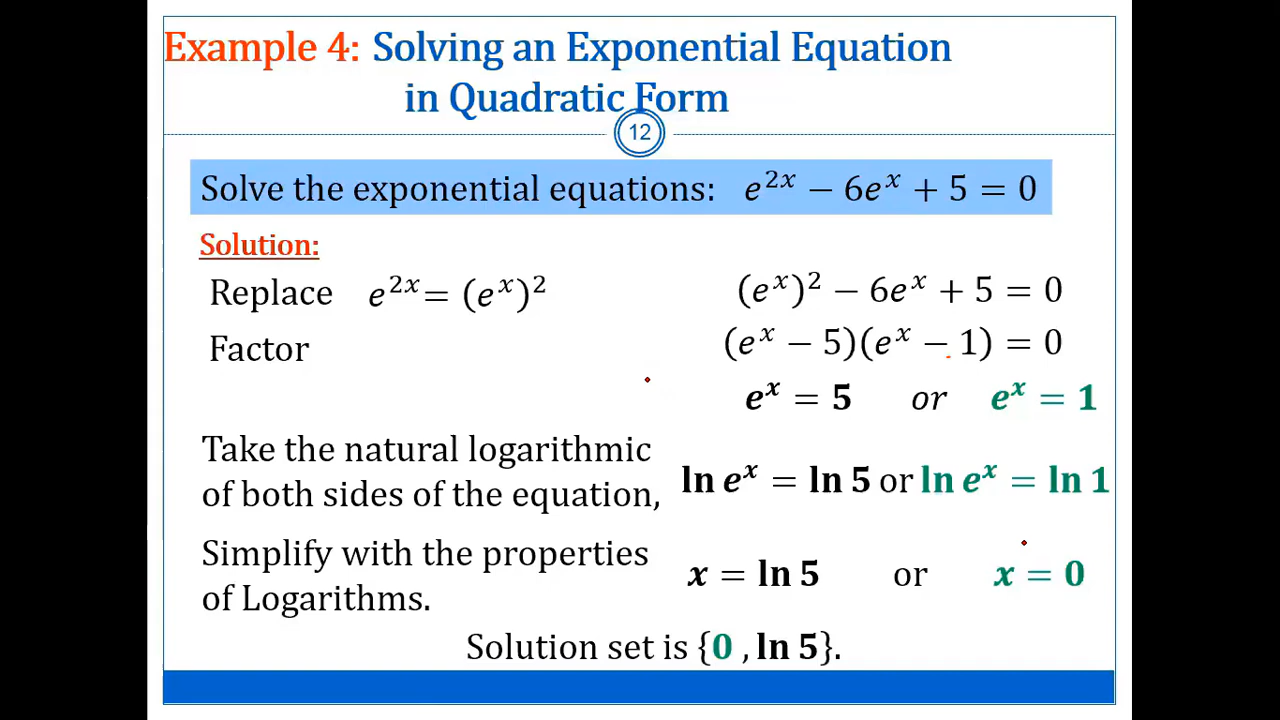 Example 4: Solving an Exponential Equation
in Quadratic Form
12
Solve the exponential equations: e^{2x} − 6e^x + 5 = 0
Solution:
Replace e^{2x} = (e^x)^2 (e^x)^2 − 6e^x + 5 = 0
Factor (e^x − 5)(e^x − 1) = 0
e^x = 5 or e^x = 1
Take the natural logarithmic
of both sides of the equation, ln e^x = ln 5 or ln e^x = ln 1
Simplify with the properties
of Logarithms. x = ln 5 or x = 0
Solution set is {0 , ln 5}.